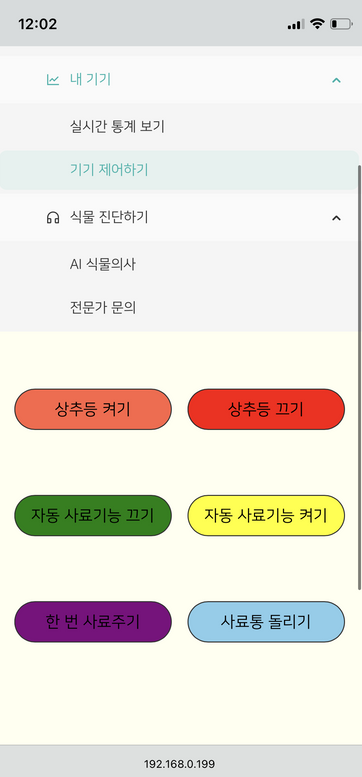 12:02
내 기기
실시간 통계 보기
기기 제어하기
식물 진단하기
AI 식물의사
전문가 문의
상추등 켜기
상추등 끄기
자동 사료기능 끄기
자동 사료기능 켜기
한 번 사료주기
사료통 돌리기
192.168.0.199